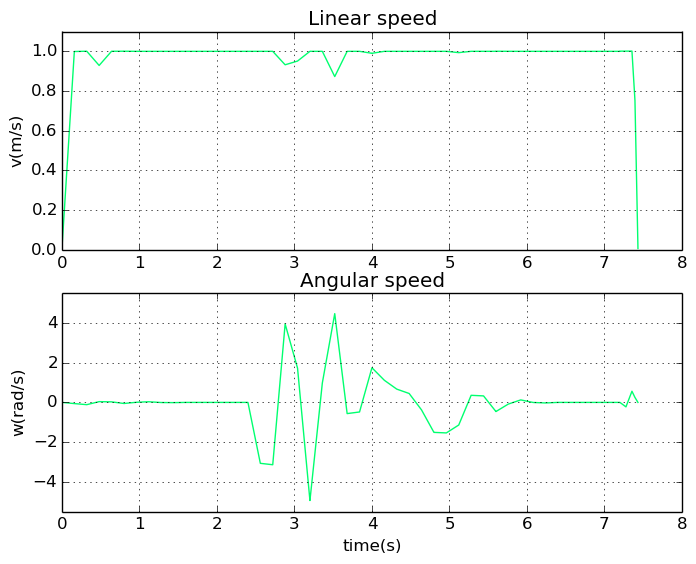 Linear speed
v(m/s)
1.0
0.8
0.6
0.4
0.2
0.0
0 1 2 3 4 5 6 7 8
Angular speed
w(rad/s)
4
2
0
−2
−4
0 1 2 3 4 5 6 7 8
time(s)